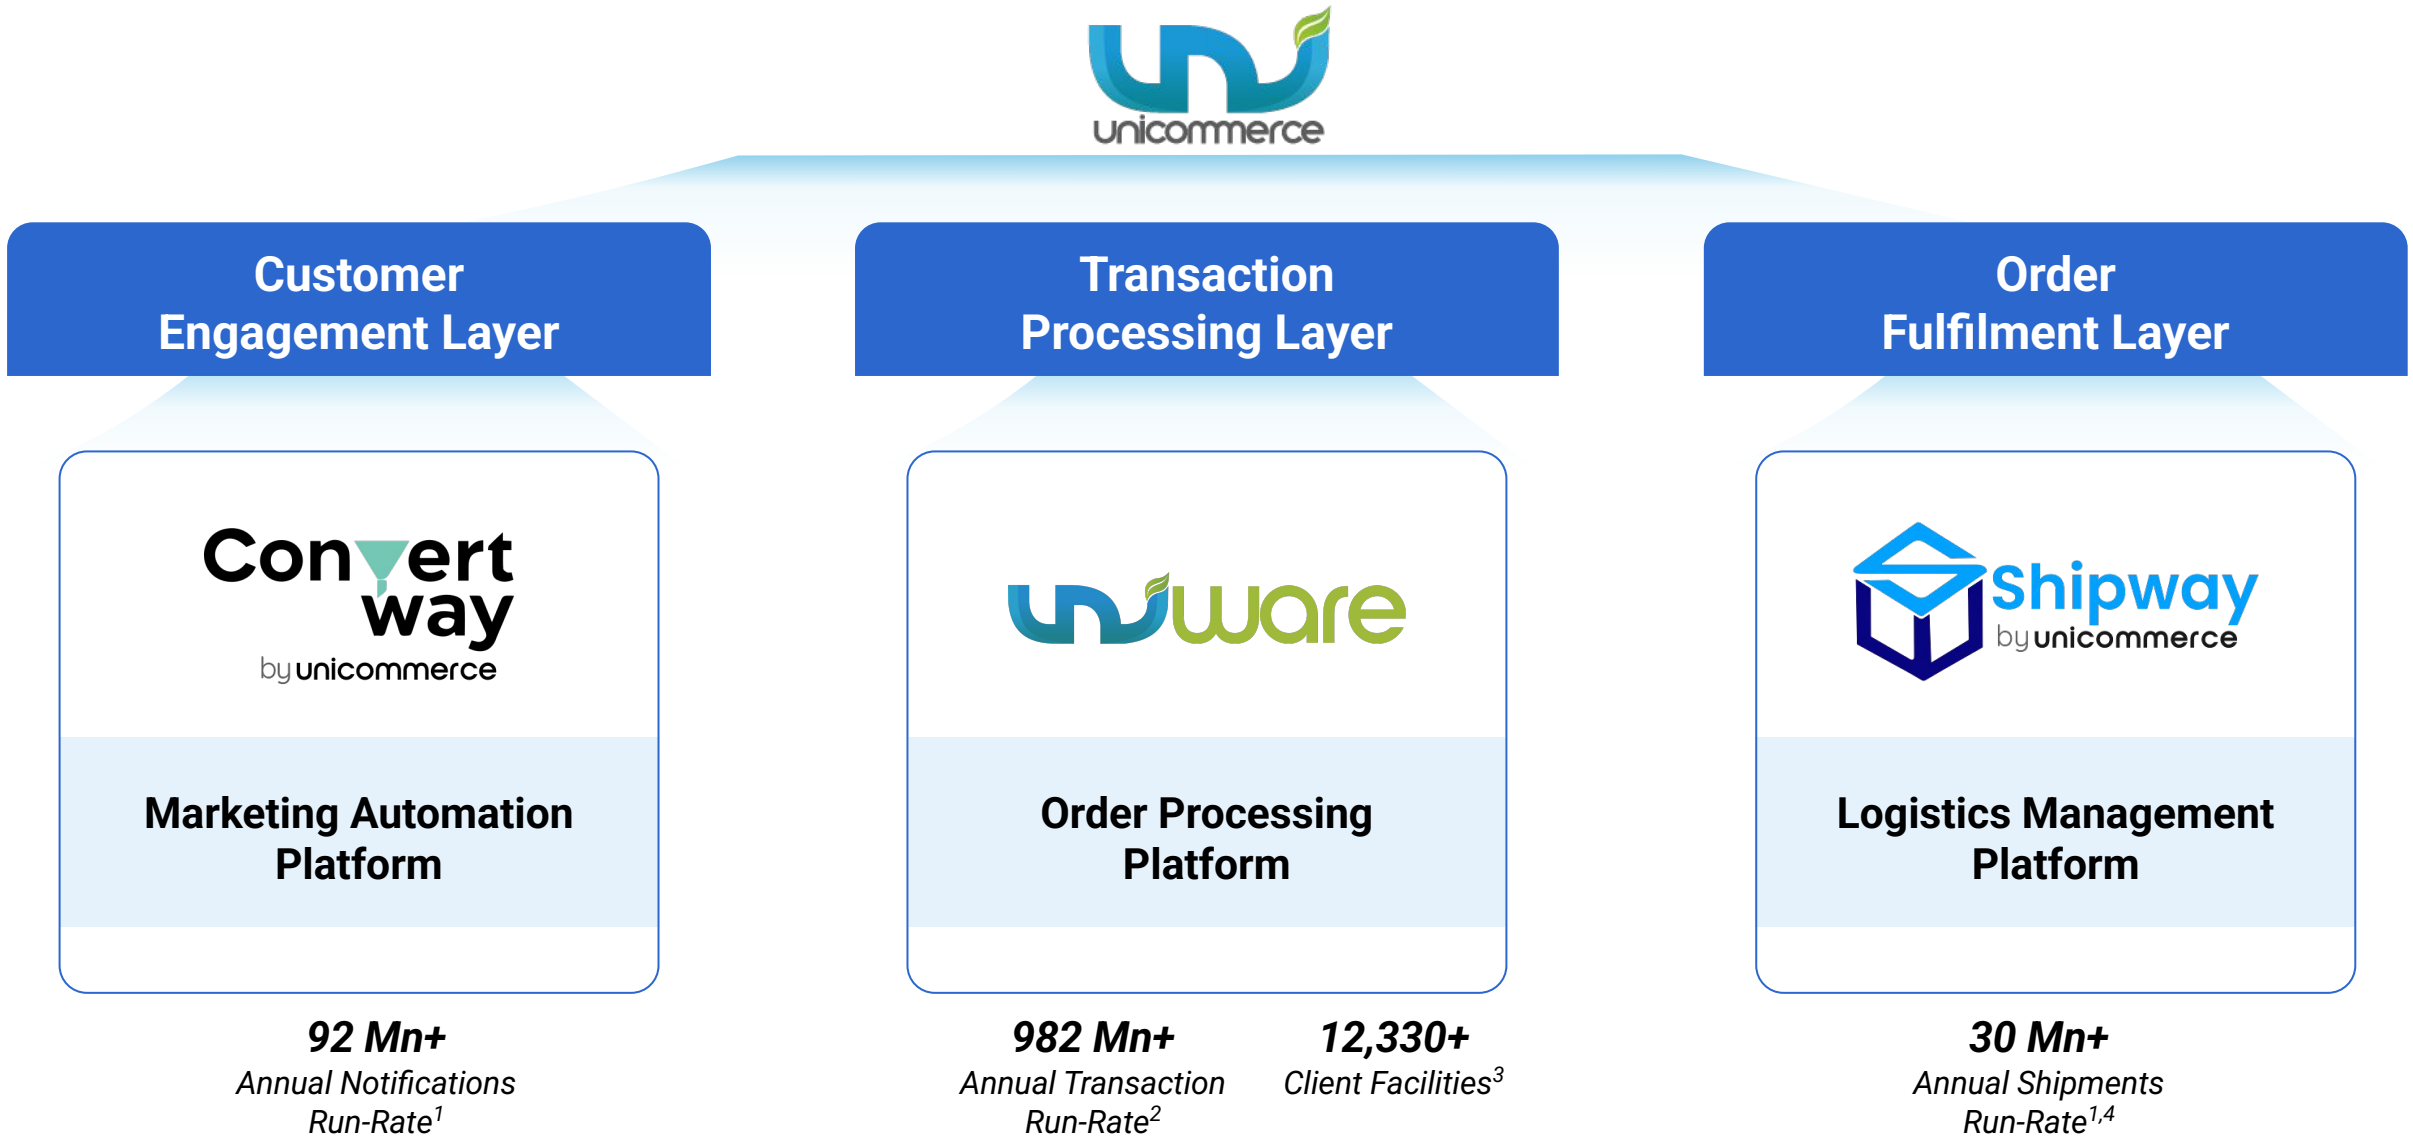 unicommerce
Customer
Engagement Layer
Transaction
Processing Layer
Order
Fulfilment Layer
Convert
way
by unicommerce
uniware
Shipway
by unicommerce
Marketing Automation
Platform
Order Processing
Platform
Logistics Management
Platform
92 Mn+
Annual Notifications
Run-Rate¹
982 Mn+
Annual Transaction
Run-Rate²
12,330+
Client Facilities³
30 Mn+
Annual Shipments
Run-Rate¹,⁴